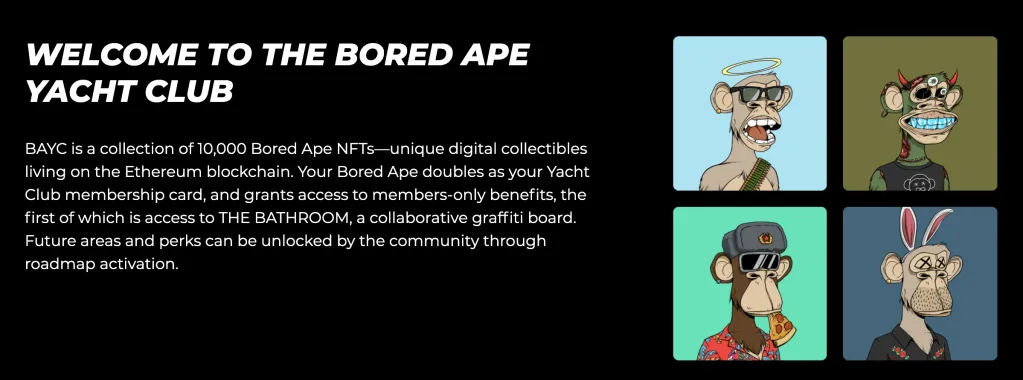 WELCOME TO THE BORED APE
YACHT CLUB
BAYC is a collection of 10,000 Bored Ape NFTs—unique digital collectibles
living on the Ethereum blockchain. Your Bored Ape doubles as your Yacht
Club membership card, and grants access to members-only benefits, the
first of which is access to THE BATHROOM, a collaborative graffiti board.
Future areas and perks can be unlocked by the community through
roadmap activation.